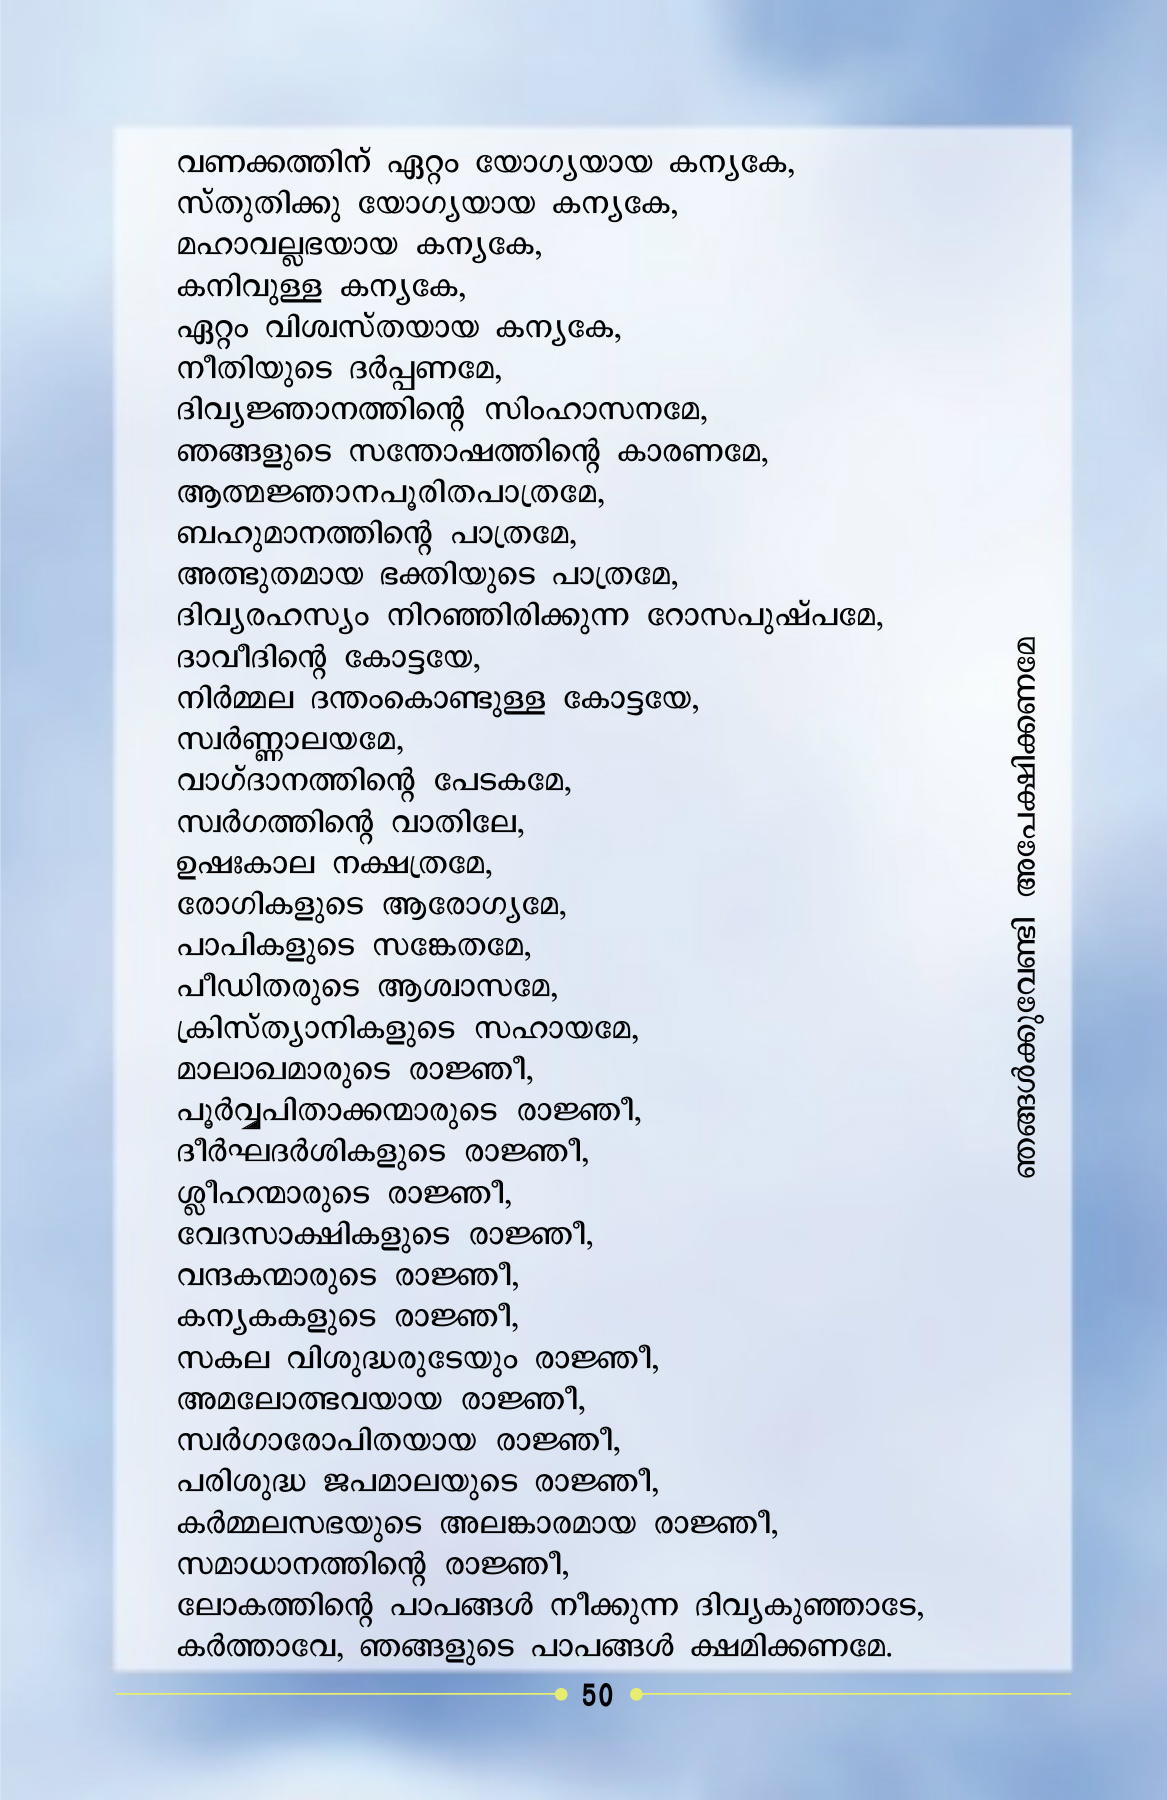 വണക്കത്തിന് ഏറ്റം യോഗ്യയായ കന്യകേ,
സ്തുതിക്കു യോഗ്യയായ കന്യകേ,
മഹാവല്ലഭയായ കന്യകേ,
കനിവുള്ള കന്യകേ,
ഏറ്റം വിശ്വസ്തയായ കന്യകേ,
നീതിയുടെ ദർപ്പണമേ,
ദിവ്യജ്ഞാനത്തിന്റെ സിംഹാസനമേ,
ഞങ്ങളുടെ സന്തോഷത്തിന്റെ കാരണമേ,
ആത്മജ്ഞാനപൂരിതപാത്രമേ,
ബഹുമാനത്തിന്റെ പാത്രമേ,
അത്ഭുതമായ ഭക്തിയുടെ പാത്രമേ,
ദിവ്യരഹസ്യം നിറഞ്ഞിരിക്കുന്ന റോസപുഷ്പമേ,
ദാവീദിന്റെ കോട്ടയേ,
നിർമ്മല ദന്തംകൊണ്ടുള്ള കോട്ടയേ,
സ്വർണ്ണാലയമേ,
വാഗ്ദാനത്തിന്റെ പേടകമേ,
സ്വർഗത്തിന്റെ വാതിലേ,
ഉഷഃകാല നക്ഷത്രമേ,
രോഗികളുടെ ആരോഗ്യമേ,
പാപികളുടെ സങ്കേതമേ,
പീഡിതരുടെ ആശ്വാസമേ,
ക്രിസ്ത്യാനികളുടെ സഹായമേ,
മാലാഖമാരുടെ രാജ്ഞീ,
പൂർവ്വപിതാക്കന്മാരുടെ രാജ്ഞീ,
ദീർഘദർശികളുടെ രാജ്ഞീ,
ശ്ലീഹന്മാരുടെ രാജ്ഞീ,
വേദസാക്ഷികളുടെ രാജ്ഞീ,
വന്ദകന്മാരുടെ രാജ്ഞീ,
കന്യകകളുടെ രാജ്ഞീ,
സകല വിശുദ്ധരുടേയും രാജ്ഞീ,
അമലോത്ഭവയായ രാജ്ഞീ,
സ്വർഗാരോപിതയായ രാജ്ഞീ,
പരിശുദ്ധ ജപമാലയുടെ രാജ്ഞീ,
കർമ്മലസഭയുടെ അലങ്കാരമായ രാജ്ഞീ,
സമാധാനത്തിന്റെ രാജ്ഞീ,
ലോകത്തിന്റെ പാപങ്ങൾ നീക്കുന്ന ദിവ്യകുഞ്ഞാടേ,
കർത്താവേ, ഞങ്ങളുടെ പാപങ്ങൾ ക്ഷമിക്കണമേ.
ഞങ്ങൾക്കുവേണ്ടി അപേക്ഷിക്കണമേ
50